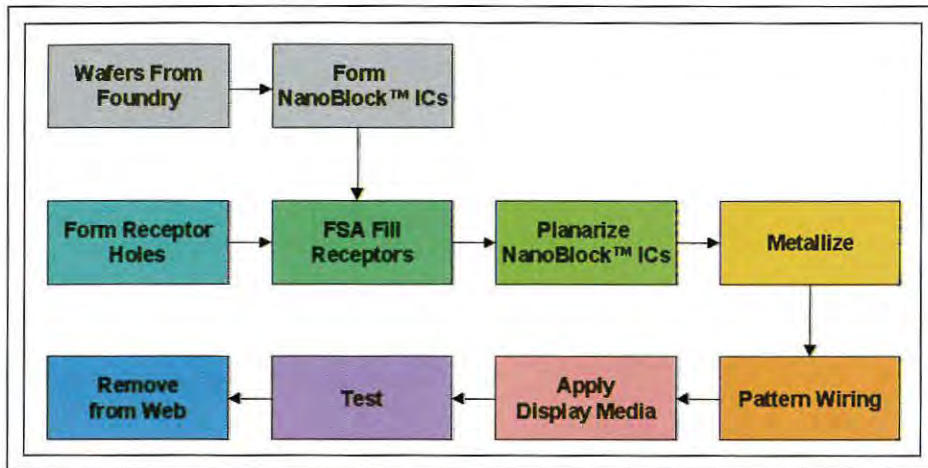 Wafers From
Foundry
Form
NanoBlock™ ICs
Form Receptor
Holes
FSA Fill
Receptors
Planarize
NanoBlock™ ICs
Metallize
Remove
from Web
Test
Apply
Display Media
Pattern Wiring